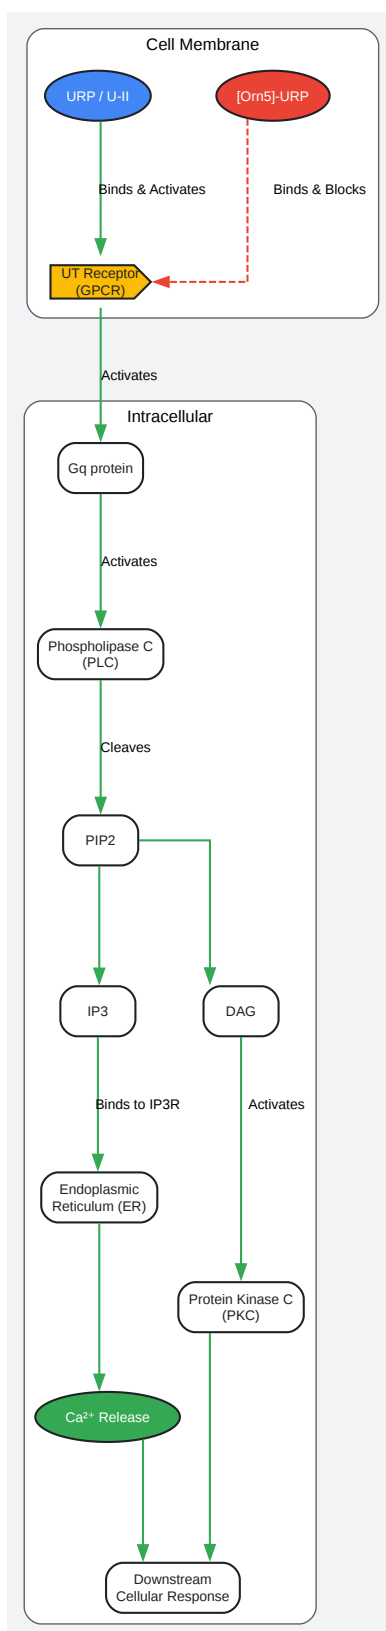 Cell Membrane
URP / U-II
[Orn5]-URP
Binds & Activates
Binds & Blocks
UT Receptor
(GPCR)
Activates
Intracellular
Gq protein
Activates
Phospholipase C
(PLC)
Cleaves
PIP2
IP3
DAG
Binds to IP3R
Activates
Endoplasmic
Reticulum (ER)
Protein Kinase C
(PKC)
Ca²⁺ Release
Downstream
Cellular Response